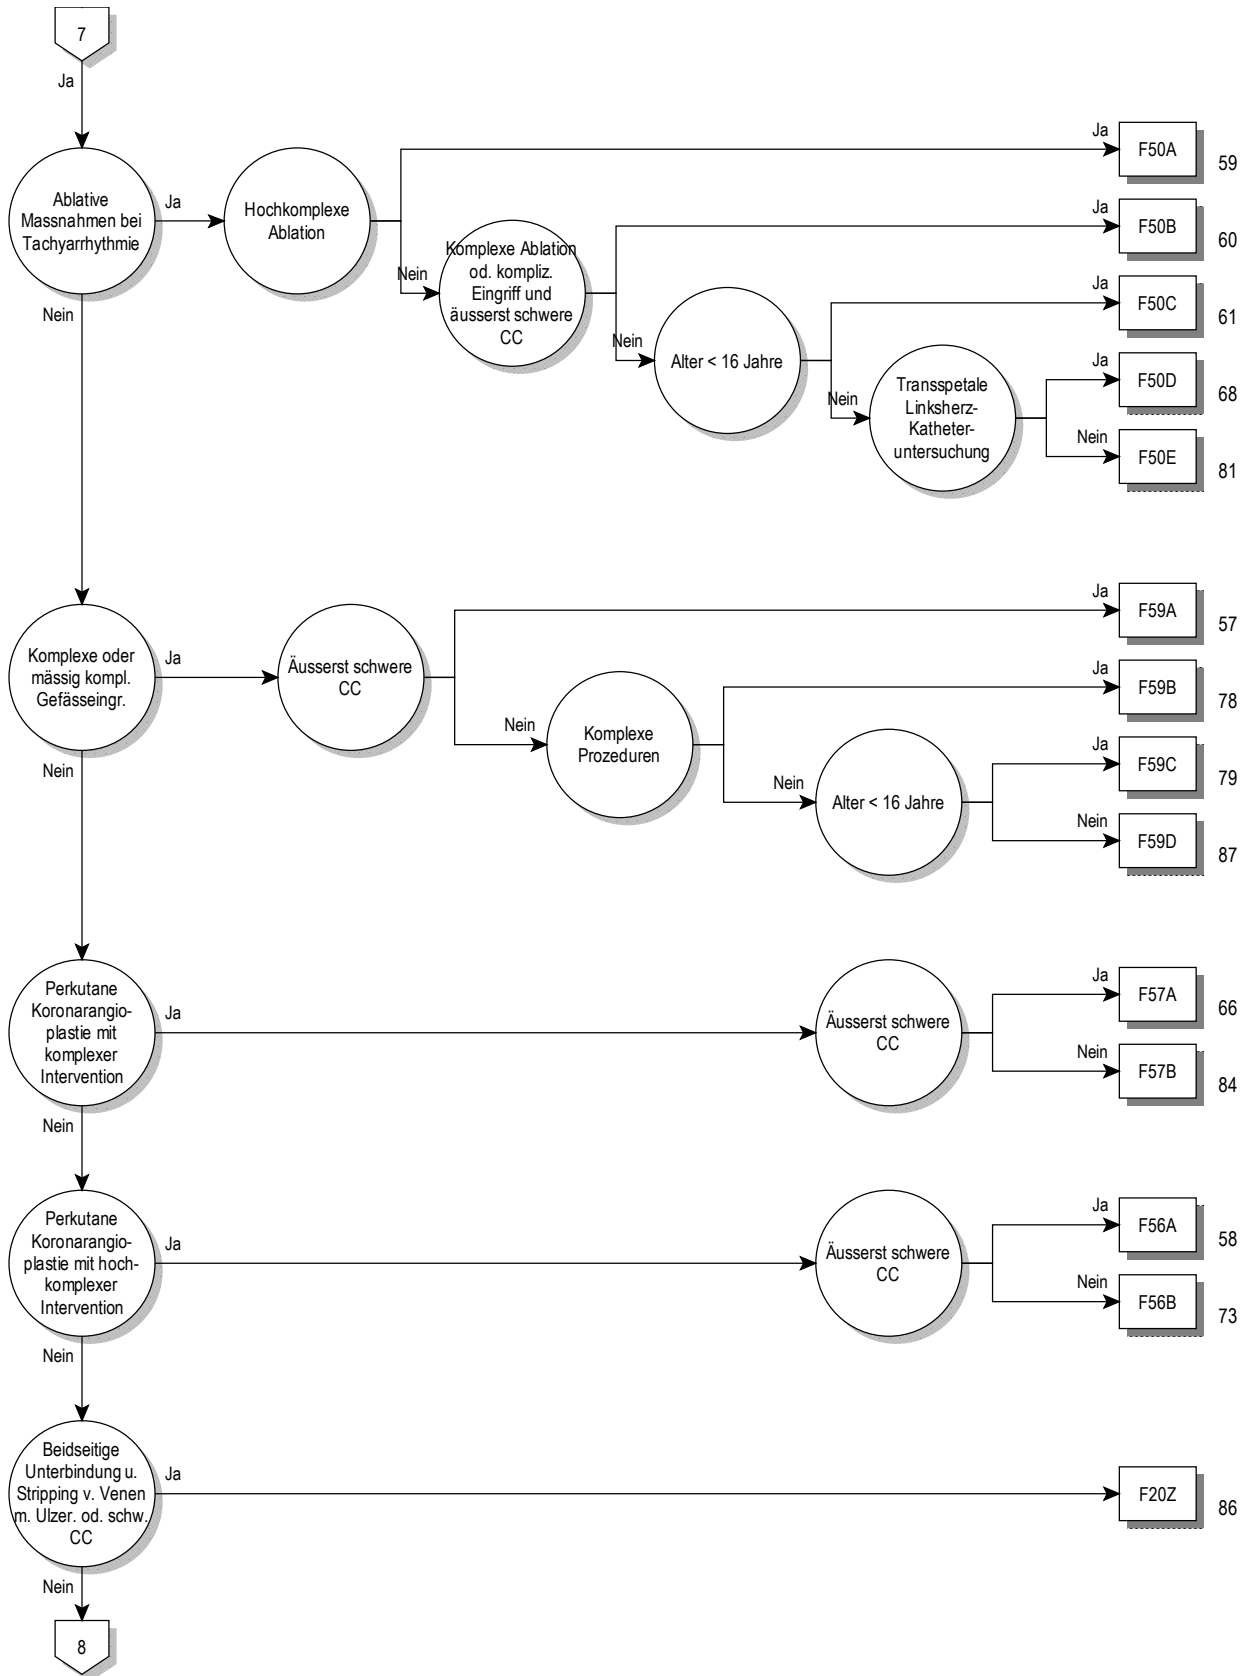 7
Ja
Ablative
Massnahmen bei
Tachyarrhythmie
Ja
Nein
Hochkomplexe
Ablation
Ja
F50A
59
Nein
Komplexe Ablation
od. kompliz.
Eingriff und
äusserst schwere
CC
Ja
F50B
60
Nein
Alter < 16 Jahre
Ja
F50C
61
Nein
Transspetale
Linksherz-
Katheter-
untersuchung
Ja
F50D
68
Nein
F50E
81
Komplexe oder
mässig kompl.
Gefässeingr.
Ja
Nein
Äusserst schwere
CC
Ja
F59A
57
Nein
Komplexe
Prozeduren
Ja
F59B
78
Nein
Alter < 16 Jahre
Ja
F59C
79
Nein
F59D
87
Perkutane
Koronarangio-
plastie mit
komplexer
Intervention
Ja
Nein
Äusserst schwere
CC
Ja
F57A
66
Nein
F57B
84
Perkutane
Koronarangio-
plastie mit hoch-
komplexer
Intervention
Ja
Nein
Äusserst schwere
CC
Ja
F56A
58
Nein
F56B
73
Beidseitige
Unterbindung u.
Stripping v. Venen
m. Ulzer. od. schw.
CC
Ja
F20Z
86
Nein
8